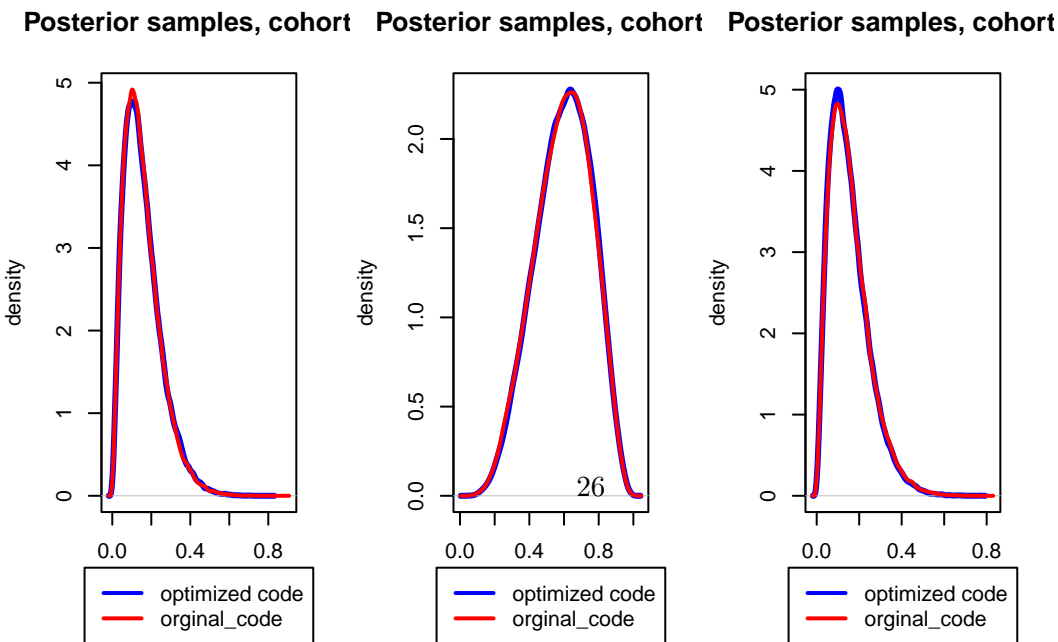 Posterior samples, cohort
density
0 1 2 3 4 5
0.0 0.4 0.8
optimized code
orginal_code
Posterior samples, cohort
density
0.0 0.5 1.0 1.5 2.0
26
0.0 0.4 0.8
optimized code
orginal_code
Posterior samples, cohort
density
0 1 2 3 4 5
0.0 0.4 0.8
optimized code
orginal_code